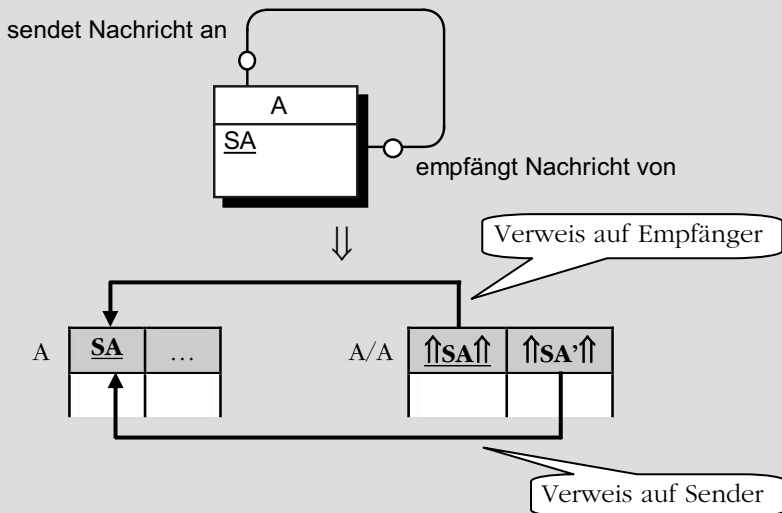 sendet Nachricht an
A
SA
empfängt Nachricht von
⇓
Verweis auf Empfänger
A SA … A/A ⇑SA⇑ ⇑SA’⇑
Verweis auf Sender